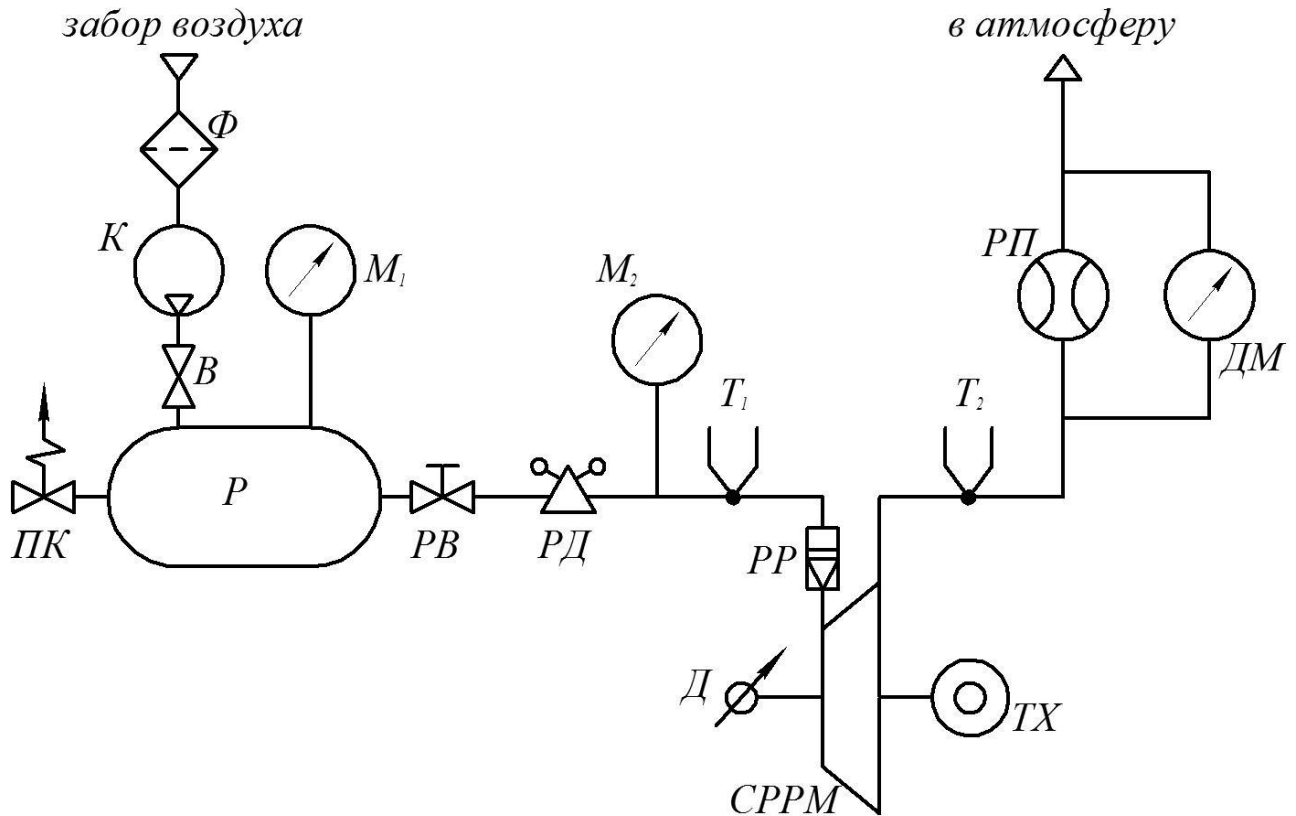 забор воздуха
в атмосферу
Ф
К
М₁
М₂
РП
ДМ
В
Т₁
Т₂
Р
ПК
РВ
РД
РР
Д
ТХ
СРРМ